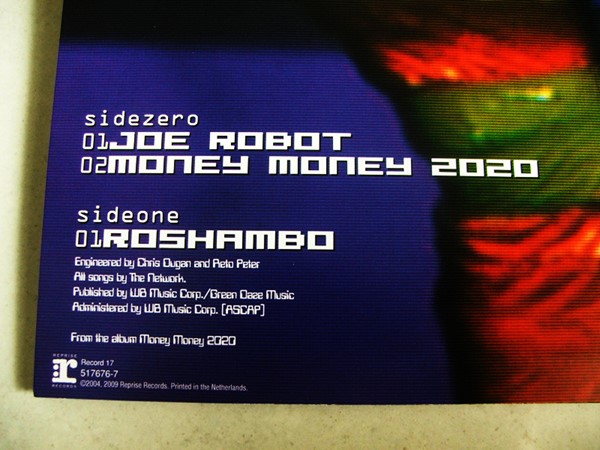 sidezero
01JOE ROBOT
02MONEY MONEY 2020
sideone
01ROSHAMBO
Engineered by Chris Dugan and Reto Peter
All songs by The Network.
Published by WB Music Corp./Green Daze Music
Administered by WB Music Corp. [ASCAP]
From the album Money Money 2020
REPRISE
r
RECORDS
Record 17
517676-7
©2004, 2009 Reprise Records. Printed in the Netherlands.